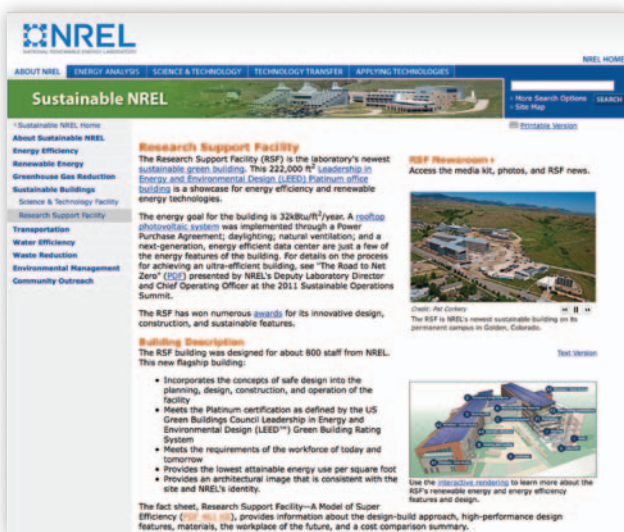 NREL
NATIONAL RENEWABLE ENERGY LABORATORY
NREL HOME
ABOUT NREL ENERGY ANALYSIS SCIENCE & TECHNOLOGY TECHNOLOGY TRANSFER APPLYING TECHNOLOGIES
Sustainable NREL
More Search Options
Site Map
SEARCH
Printable Version
Sustainable NREL Home
About Sustainable NREL
Energy Efficiency
Renewable Energy
Greenhouse Gas Reduction
Sustainable Buildings
Science & Technology Facility
Research Support Facility
Transportation
Water Efficiency
Waste Reduction
Environmental Management
Community Outreach
Research Support Facility
The Research Support Facility (RSF) is the laboratory's newest
sustainable green building. This 222,000 ft² Leadership in
Energy and Environmental Design (LEED) Platinum office
building is a showcase for energy efficiency and renewable
energy technologies.
The energy goal for the building is 32kBtu/ft²/year. A rooftop
photovoltaic system was implemented through a Power
Purchase Agreement; daylighting; natural ventilation; and a
next-generation, energy efficient data center are just a few of
the energy features of the building. For details on the process
for achieving an ultra-efficient building, see "The Road to Net
Zero" (PDF) presented by NREL's Deputy Laboratory Director
and Chief Operating Officer at the 2011 Sustainable Operations
Summit.
The RSF has won numerous awards for its innovative design,
construction, and sustainable features.
Building Description
The RSF building was designed for about 800 staff from NREL.
This new flagship building:
• Incorporates the concepts of safe design into the
planning, design, construction, and operation of the
facility
• Meets the Platinum certification as defined by the US
Green Buildings Council Leadership in Energy and
Environmental Design (LEED™) Green Building Rating
System
• Meets the requirements of the workforce of today and
tomorrow
• Provides the lowest attainable energy use per square foot
• Provides an architectural image that is consistent with the
site and NREL's identity.
The fact sheet, Research Support Facility—A Model of Super
Efficiency (), provides information about the design-build approach, high-performance design
features, materials, the workplace of the future, and a cost comparison summary.
RSF Newsroom
Access the media kit, photos, and RSF news.
Credit: Pat Corkery
The RSF is NREL's newest sustainable building on its
permanent campus in Golden, Colorado.
Text Version
Use the interactive rendering to learn more about the
RSF's renewable energy and energy efficiency
features and design.